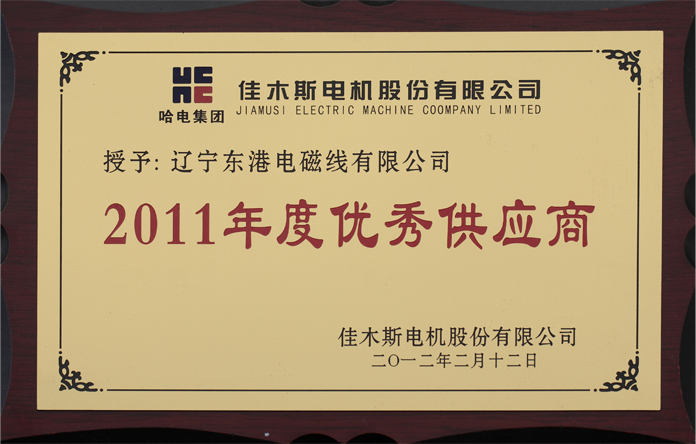 佳木斯电机股份有限公司
JIAMUSI ELECTRIC MACHINE COOMPANY LIMITED
哈电集团
授予: 辽宁东港电磁线有限公司
2011年度优秀供应商
佳木斯电机股份有限公司
二〇一二年二月十二日